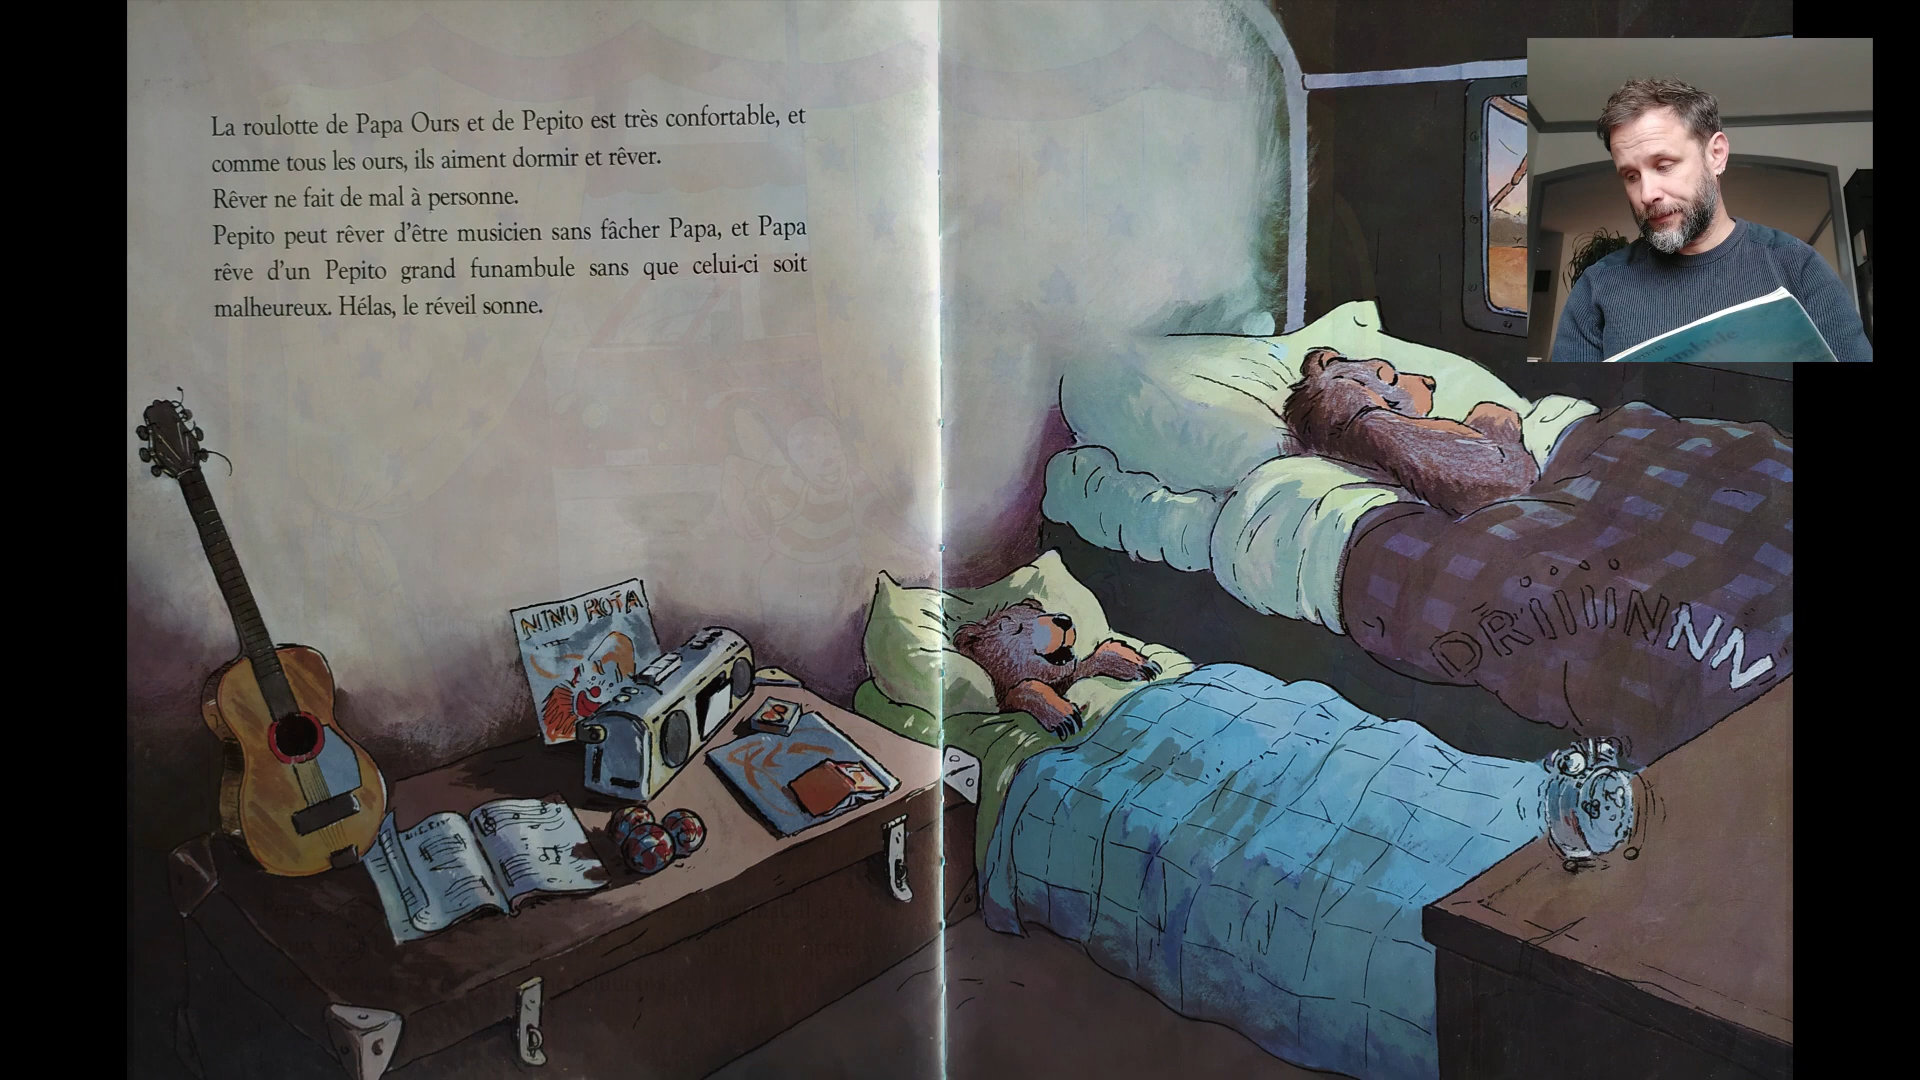 La roulotte de Papa Ours et de Pepito est très confortable, et
comme tous les ours, ils aiment dormir et rêver.
Rêver ne fait de mal à personne.
Pepito peut rêver d'être musicien sans fâcher Papa, et Papa
rêve d'un Pepito grand funambule sans que celui-ci soit
malheureux. Hélas, le réveil sonne.
NINO ROTA
DRIIIINNNN